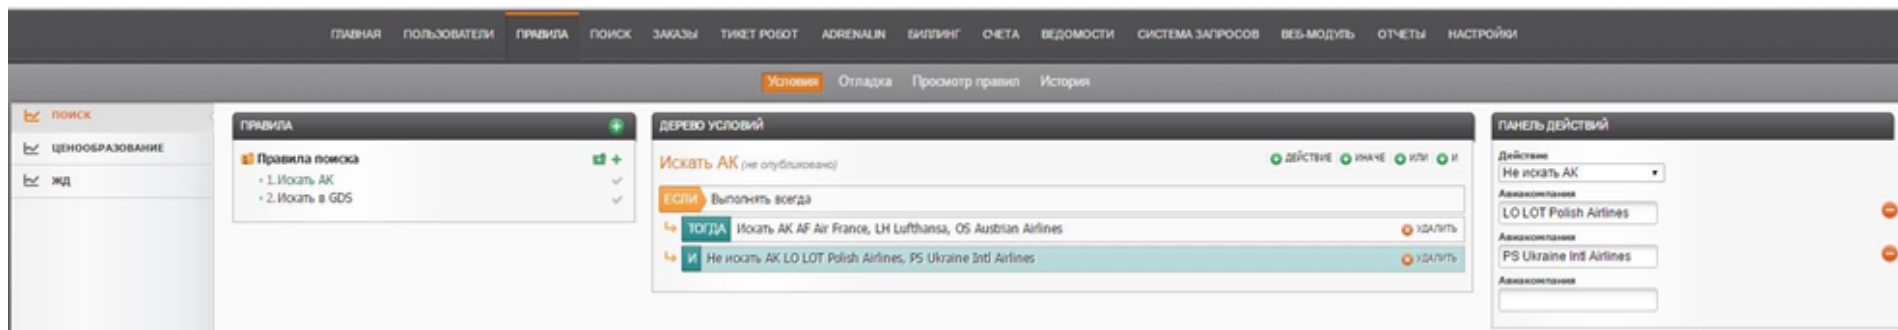 ГЛАВНАЯ ПОЛЬЗОВАТЕЛИ ПРАВИЛА ПОИСК ЗАКАЗЫ ТИКЕТ РОБОТ ADRENALIN БИЛЛИНГ СЧЕТА ВЕДОМОСТИ СИСТЕМА ЗАПРОСОВ ВЕБ-МОДУЛЬ ОТЧЕТЫ НАСТРОЙКИ
Условия Отладка Просмотр правил История
ПОИСК
ЦЕНООБРАЗОВАНИЕ
ЖД
ПРАВИЛА
Правила поиска
1. Искать АК
2. Искать в GDS
ДЕРЕВО УСЛОВИЙ
Искать АК (не опубликовано) ДЕЙСТВИЕ ИНАЧЕ ИЛИ И
ЕСЛИ Выполнять всегда
ТОГДА Искать АК AF Air France, LH Lufthansa, OS Austrian Airlines УДАЛИТЬ
И Не искать АК LO LOT Polish Airlines, PS Ukraine Intl Airlines УДАЛИТЬ
ПАНЕЛЬ ДЕЙСТВИЙ
Действие
Не искать АК
Авиакомпания
LO LOT Polish Airlines
Авиакомпания
PS Ukraine Intl Airlines
Авиакомпания